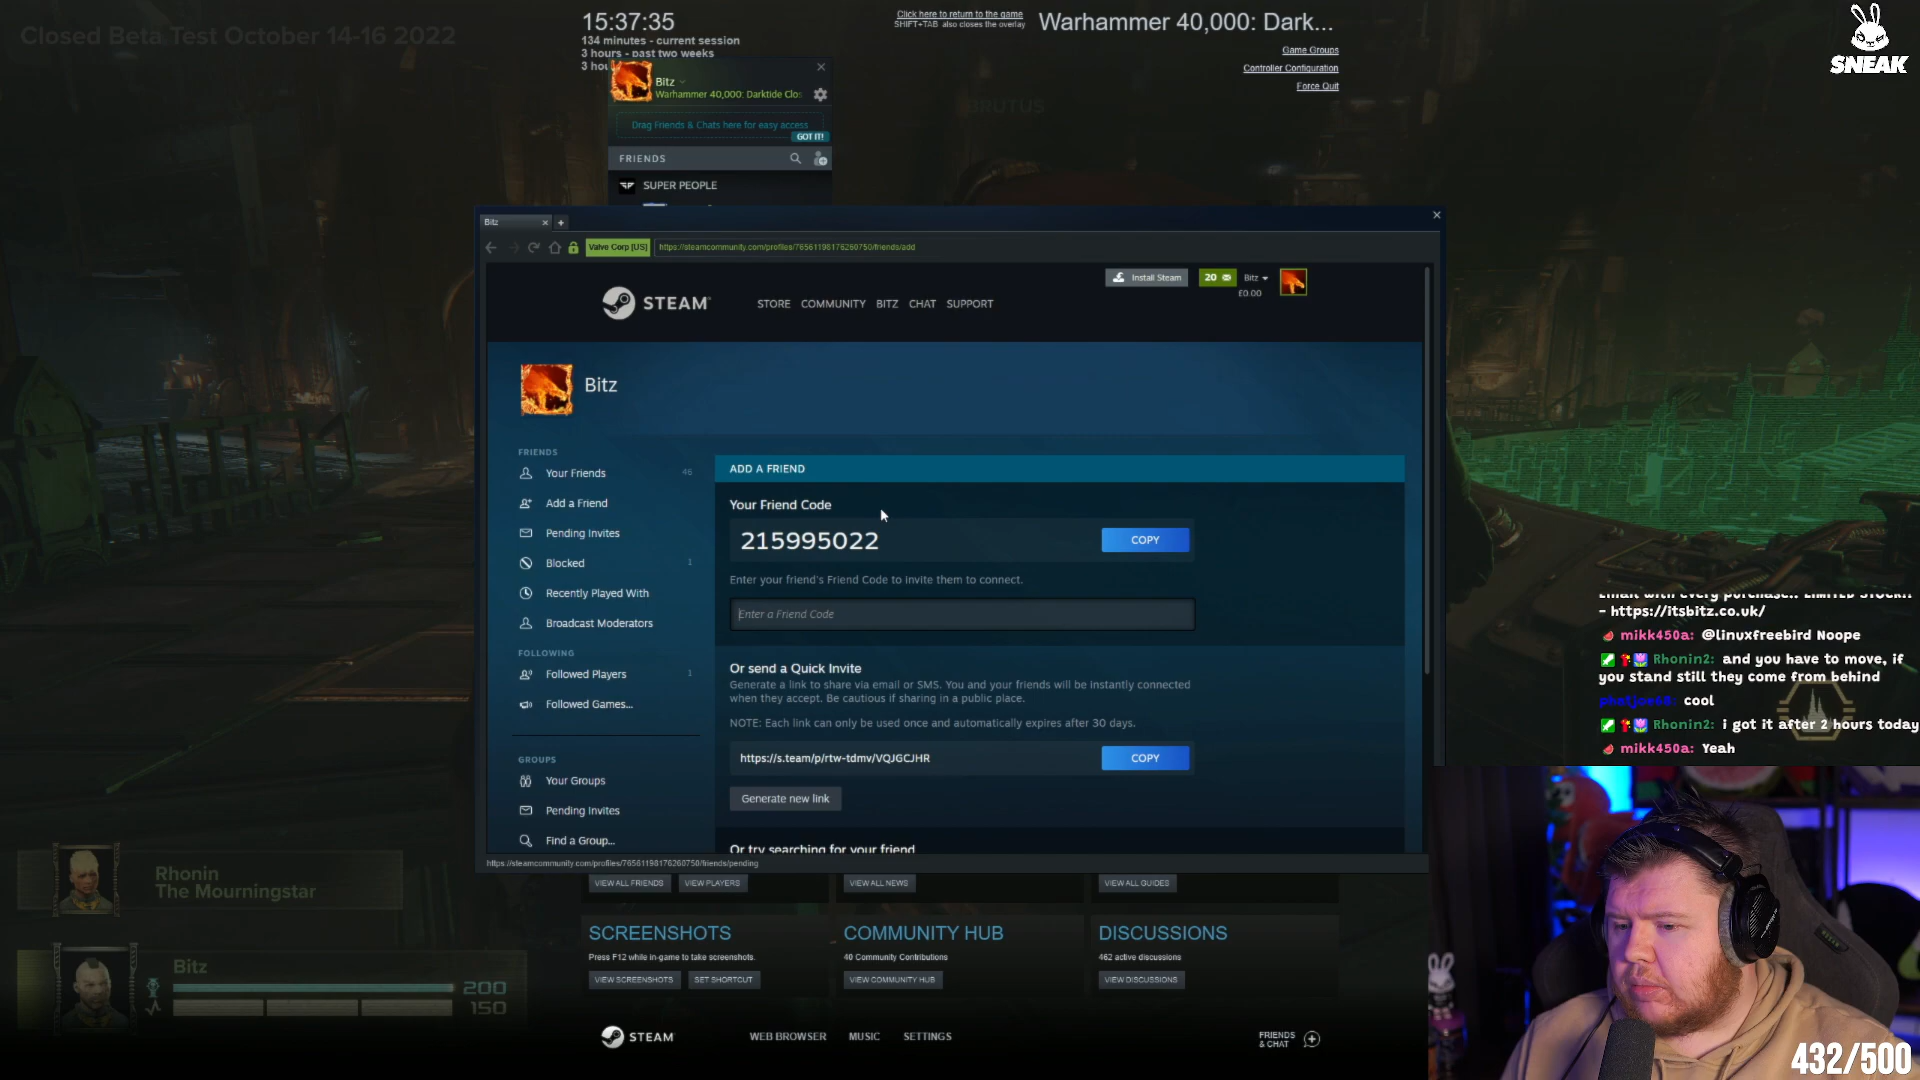 Closed Beta Test October 14-16 2022
15:37:35
134 minutes - current session
3 hours - past two weeks
3 hou
Click here to return to the game
SHIFT+TAB also closes the overlay
Warhammer 40,000: Dark...
Game Groups
Controller Configuration
Force Quit
SNEAK
BRUTUS
Bitz
Warhammer 40,000: Darktide Clos
Drag Friends & Chats here for easy access
GOT IT!
FRIENDS
SUPER PEOPLE
Bitz
Valve Corp [US]
https://steamcommunity.com/profiles/76561198176260750/friends/add
Install Steam
20
Bitz
£0.00
STEAM
STORE COMMUNITY BITZ CHAT SUPPORT
Bitz
FRIENDS
Your Friends 46
Add a Friend
Pending Invites
Blocked 1
Recently Played With
Broadcast Moderators
FOLLOWING
Followed Players 1
Followed Games...
GROUPS
Your Groups
Pending Invites
Find a Group...
ADD A FRIEND
Your Friend Code
215995022
COPY
Enter your friend's Friend Code to invite them to connect.
Enter a Friend Code
Or send a Quick Invite
Generate a link to share via email or SMS. You and your friends will be instantly connected
when they accept. Be cautious if sharing in a public place.
NOTE: Each link can only be used once and automatically expires after 30 days.
https://s.team/p/rtw-tdmv/VQJGCJHR
COPY
Generate new link
Or try searching for your friend
https://steamcommunity.com/profiles/76561198176260750/friends/pending
VIEW ALL FRIENDS
VIEW PLAYERS
VIEW ALL NEWS
VIEW ALL GUIDES
SCREENSHOTS
Press F12 while in-game to take screenshots.
VIEW SCREENSHOTS
SET SHORTCUT
COMMUNITY HUB
40 Community Contributions
VIEW COMMUNITY HUB
DISCUSSIONS
462 active discussions
VIEW DISCUSSIONS
STEAM
WEB BROWSER
MUSIC
SETTINGS
FRIENDS
& CHAT
Rhonin
The Mourningstar
Bitz
200
150
Email with every purchase.. LIMITED STOCK!!
- https://itsbitz.co.uk/
mikk450a: @linuxfreebird Noope
Rhonin2: and you have to move, if
you stand still they come from behind
phatjoe68: cool
Rhonin2: i got it after 2 hours today
mikk450a: Yeah
432/500